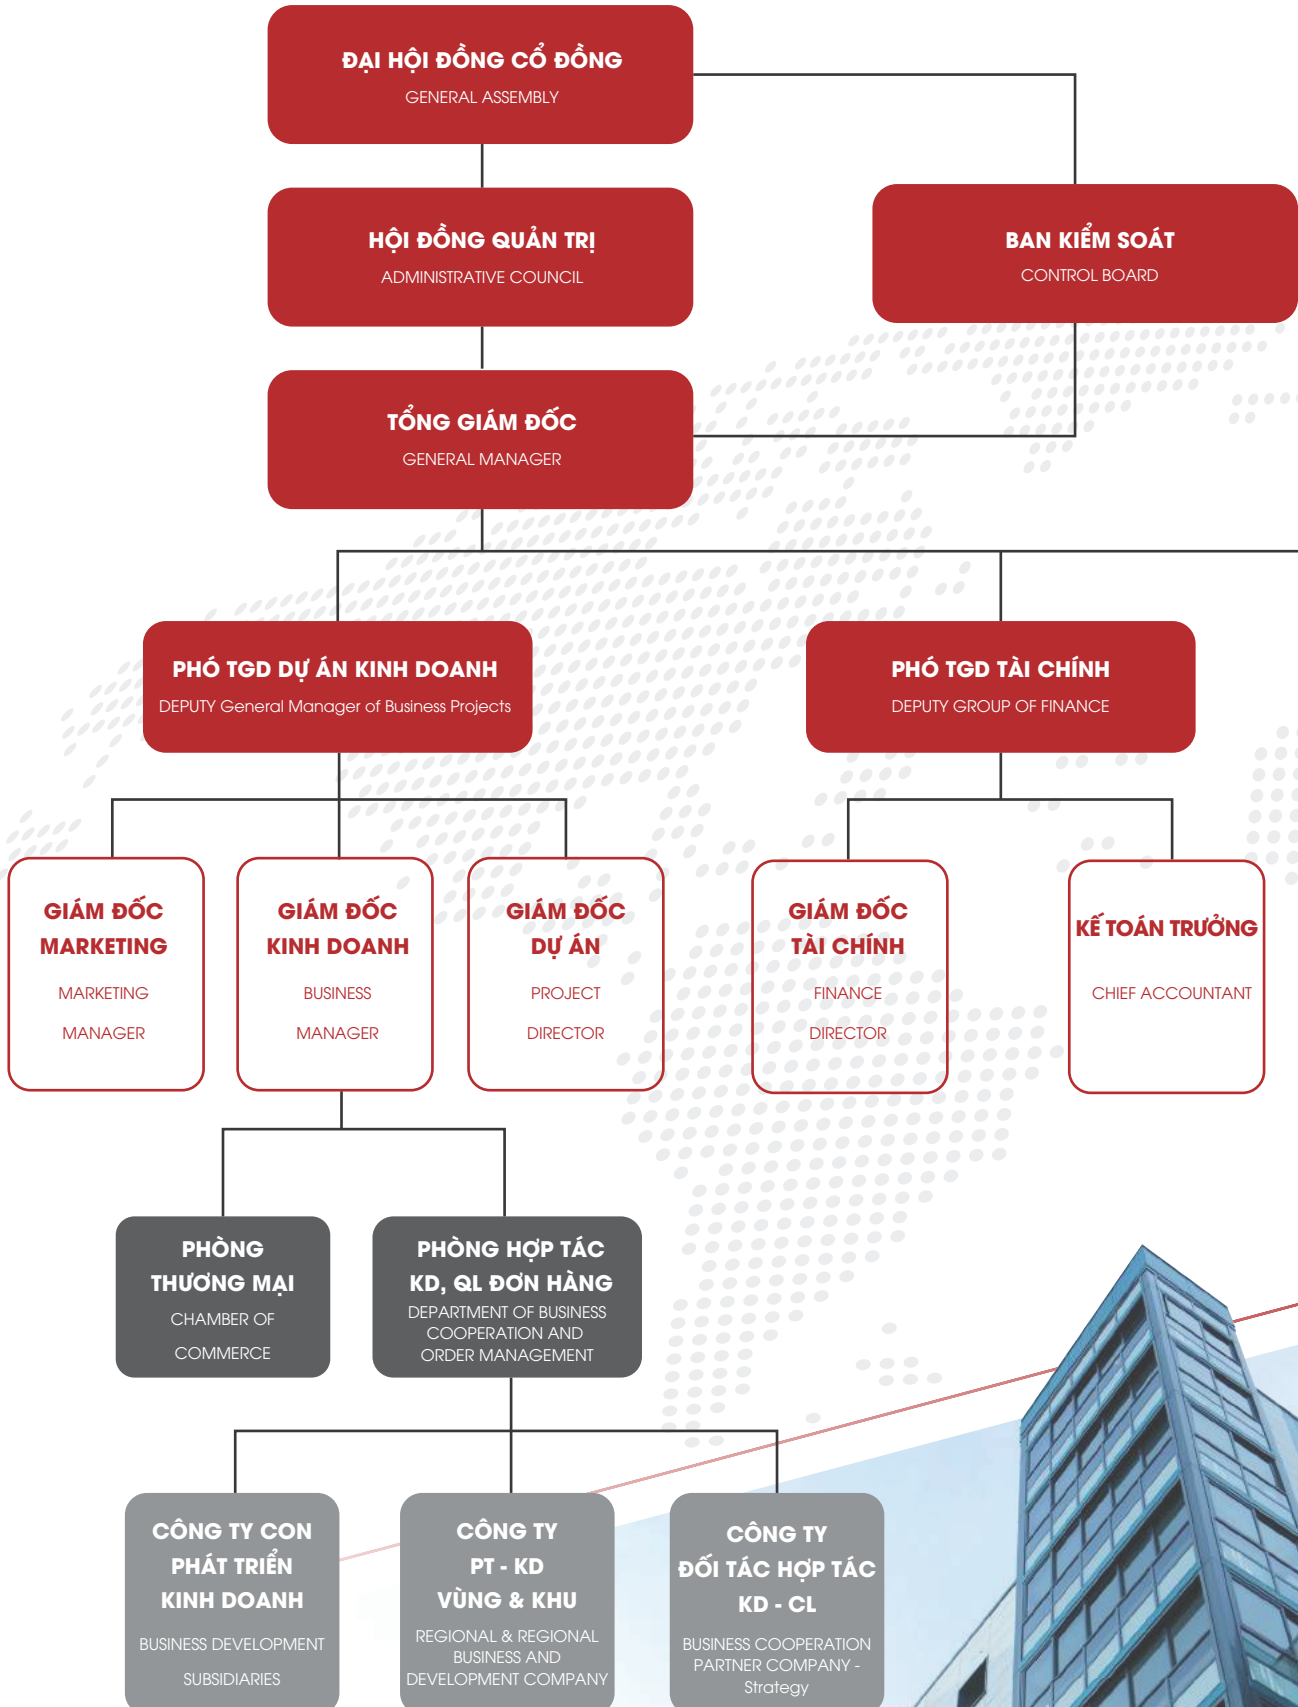 ĐẠI HỘI ĐỒNG CỔ ĐÔNG
GENERAL ASSEMBLY
HỘI ĐỒNG QUẢN TRỊ
ADMINISTRATIVE COUNCIL
BAN KIỂM SOÁT
CONTROL BOARD
TỔNG GIÁM ĐỐC
GENERAL MANAGER
PHÓ TGD DỰ ÁN KINH DOANH
DEPUTY General Manager of Business Projects
PHÓ TGD TÀI CHÍNH
DEPUTY GROUP OF FINANCE
GIÁM ĐỐC
MARKETING
MARKETING
MANAGER
GIÁM ĐỐC
KINH DOANH
BUSINESS
MANAGER
GIÁM ĐỐC
DỰ ÁN
PROJECT
DIRECTOR
GIÁM ĐỐC
TÀI CHÍNH
FINANCE
DIRECTOR
KẾ TOÁN TRƯỞNG
CHIEF ACCOUNTANT
PHÒNG
THƯƠNG MẠI
CHAMBER OF
COMMERCE
PHÒNG HỢP TÁC
KD, QL ĐƠN HÀNG
DEPARTMENT OF BUSINESS
COOPERATION AND
ORDER MANAGEMENT
CÔNG TY CON
PHÁT TRIỂN
KINH DOANH
BUSINESS DEVELOPMENT
SUBSIDIARIES
CÔNG TY
PT - KD
VÙNG & KHU
REGIONAL & REGIONAL
BUSINESS AND
DEVELOPMENT COMPANY
CÔNG TY
ĐỐI TÁC HỢP TÁC
KD - CL
BUSINESS COOPERATION
PARTNER COMPANY -
Strategy